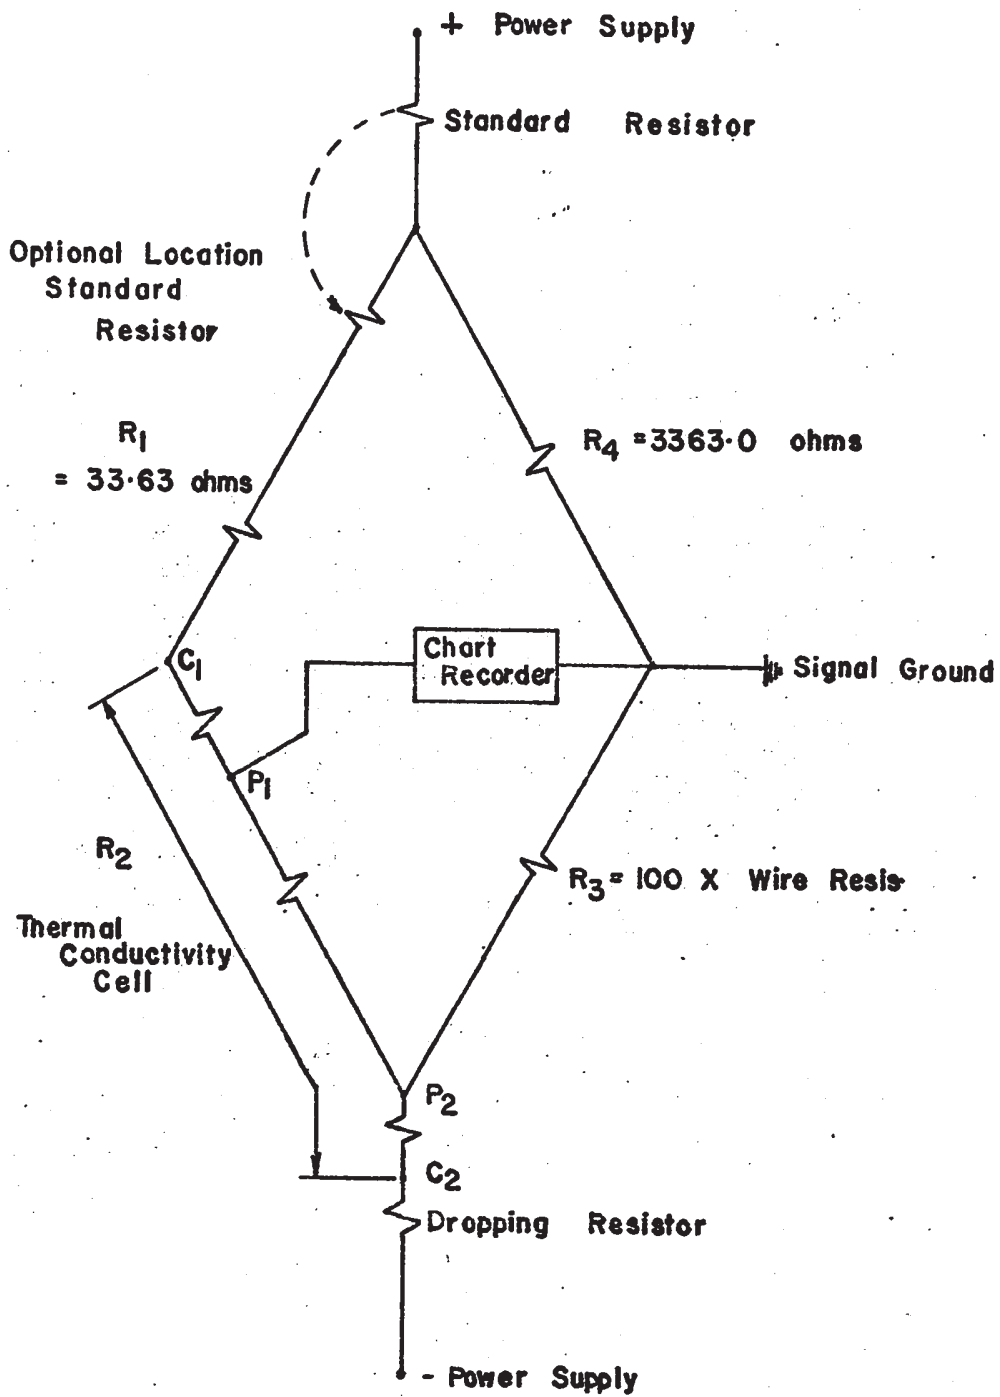 + Power Supply
Standard Resistor
Optional Location
Standard
Resistor
R1
= 33.63 ohms
R4 = 3363.0 ohms
C1
Chart
Recorder
Signal Ground
P1
R2
R3 = 100 X Wire Resis
Thermal
Conductivity
Cell
P2
C2
Dropping Resistor
- Power Supply